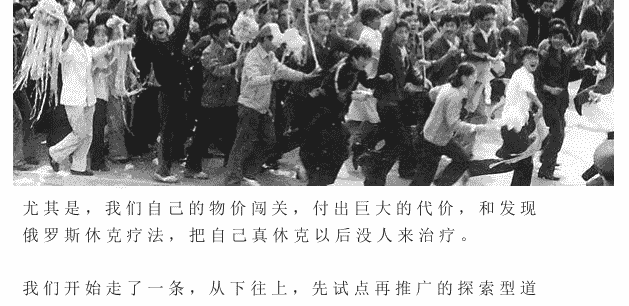 尤其是，我们自己的物价闯关，付出巨大的代价，和发现
俄罗斯休克疗法，把自己真休克以后没人来治疗。
我们开始走了一条，从下往上，先试点再推广的探索型道